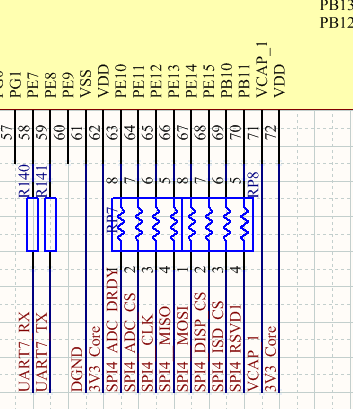 PB13
PB12
PG1
PE7
PE8
PE9
VSS
VDD
PE10
PE11
PE12
PE13
PE14
PE15
PB10
PB11
VCAP_1
VDD
57
58
59
60
61
62
63
64
65
66
67
68
69
70
71
72
R140
R141
8
7
6
5
8
7
6
5
RP7
RP8
1
2
3
4
1
2
3
4
UART7_RX
UART7_TX
DGND
3V3_Core
SPI4_ADC_DRDY
SPI4_ADC_CS
SPI4_CLK
SPI4_MISO
SPI4_MOSI
SPI4_DISP_CS
SPI4_ISD_CS
SPI4_RSVD1
VCAP_1
3V3_Core